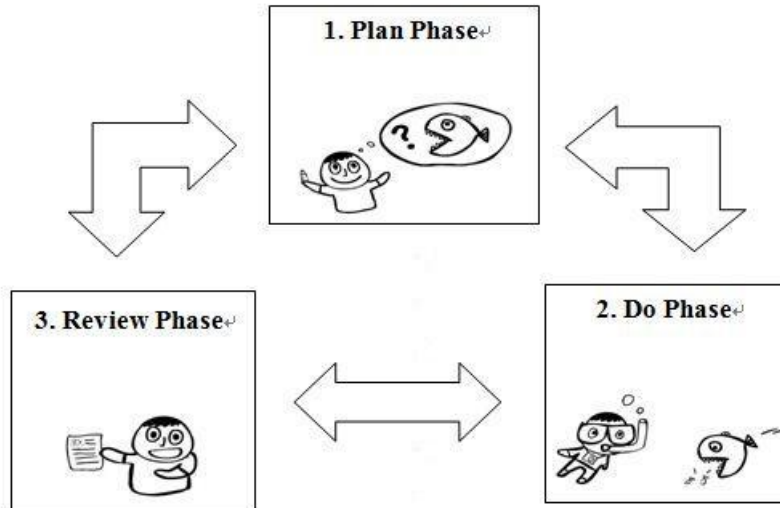 1. Plan Phase↵
?
3. Review Phase↵
2. Do Phase↵